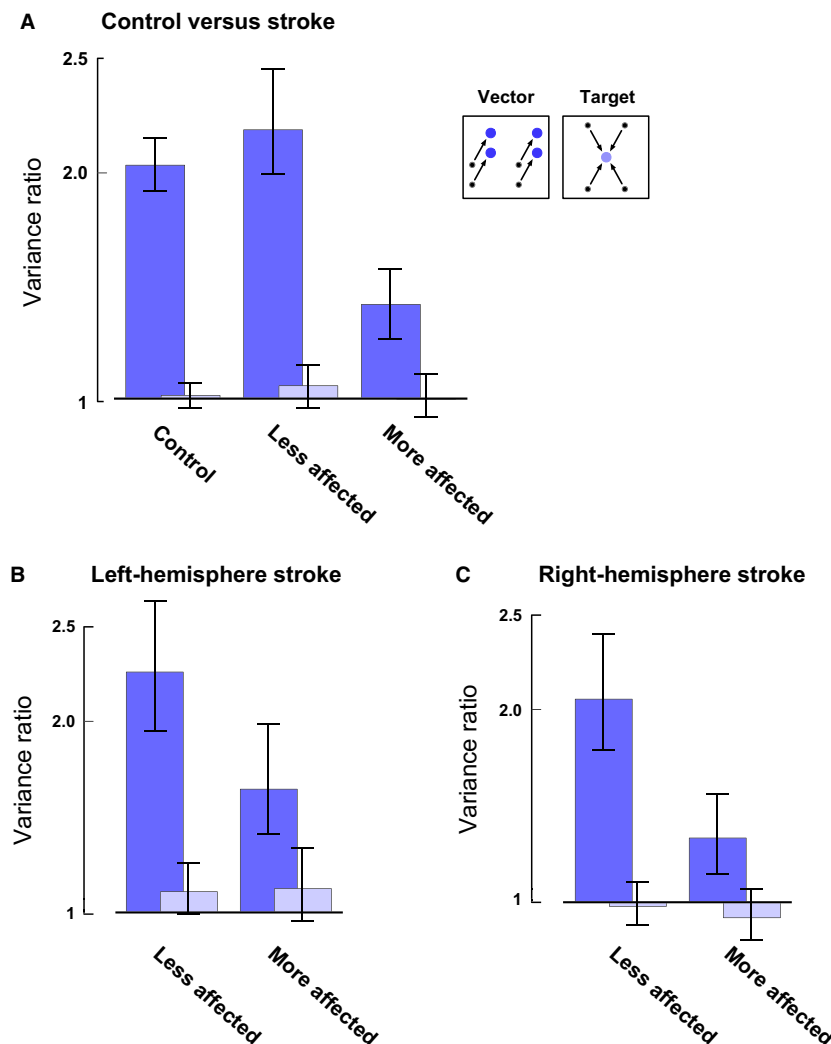 A Control versus stroke
2.5
2.0
1
Variance ratio
Control
Less affected
More affected
Vector Target
B Left-hemisphere stroke
2.5
2.0
1
Variance ratio
Less affected
More affected
C Right-hemisphere stroke
2.5
2.0
1
Variance ratio
Less affected
More affected